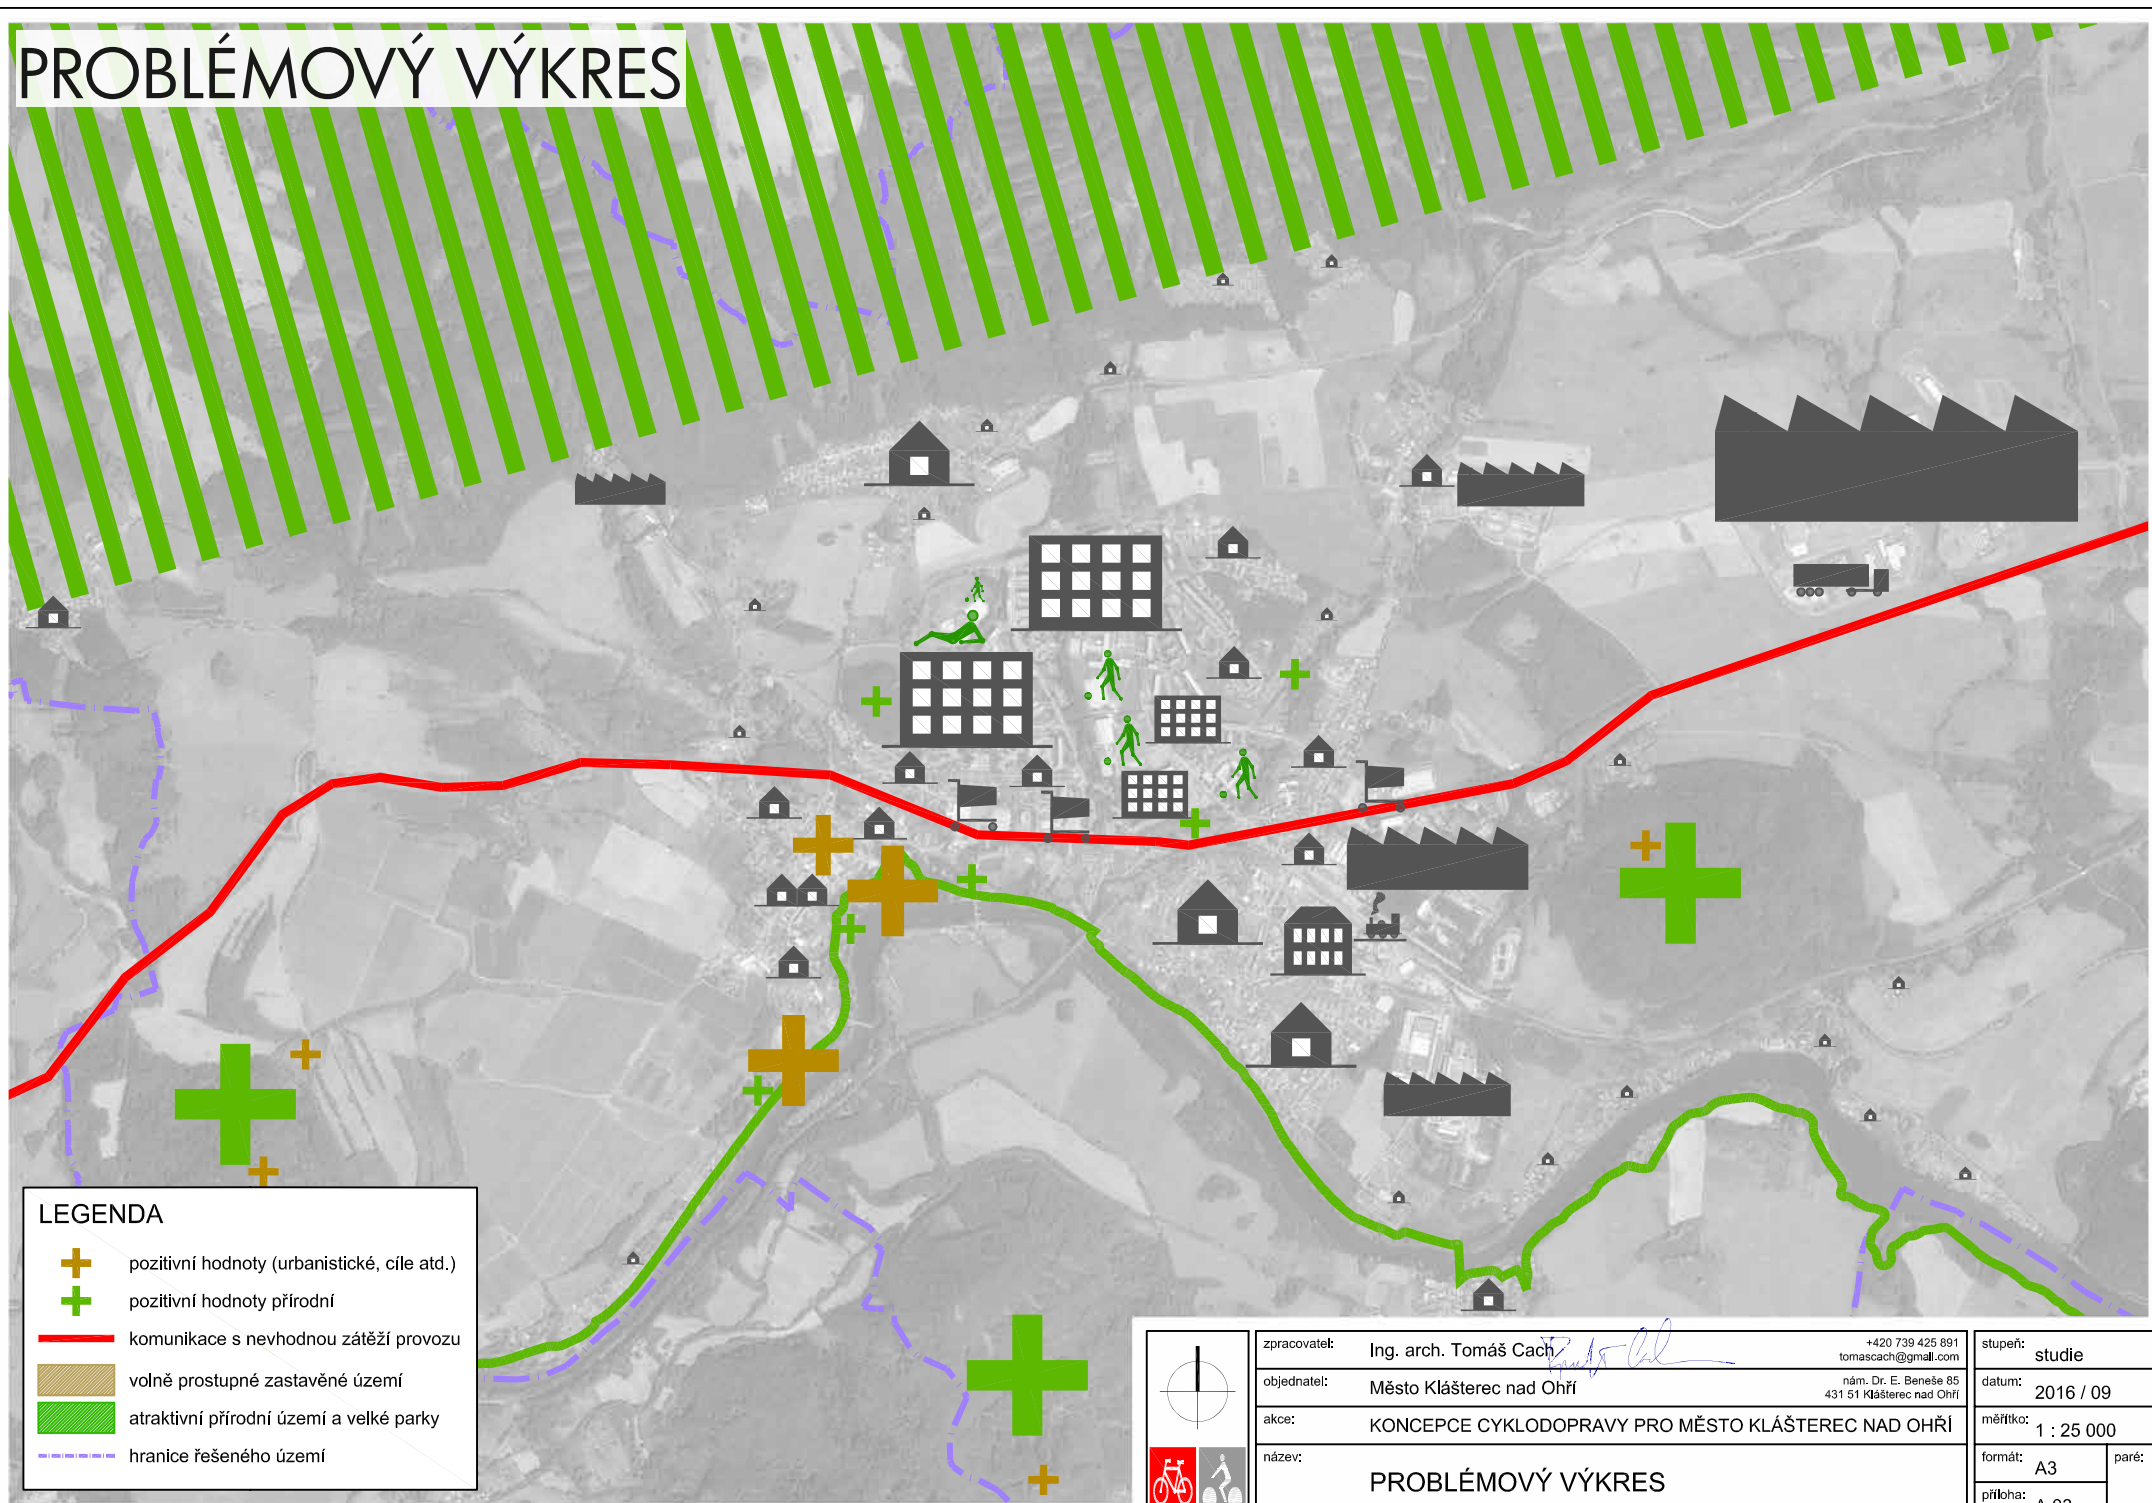 PROBLÉMOVÝ VÝKRES
LEGENDA
pozitivní hodnoty (urbanistické, cíle atd.)
pozitivní hodnoty přírodní
komunikace s nevhodnou zátěží provozu
volně prostupné zastavěné území
atraktivní přírodní území a velké parky
hranice řešeného území
zpracovatel: Ing. arch. Tomáš Cach
+420 739 425 891
tomascach@gmail.com
objednatel: Město Klášterec nad Ohří
nám. Dr. E. Beneše 85
431 51 Klášterec nad Ohří
akce: KONCEPCE CYKLODOPRAVY PRO MĚSTO KLÁŠTEREC NAD OHŘÍ
název: PROBLÉMOVÝ VÝKRES
stupeň: studie
datum: 2016 / 09
měřítko: 1 : 25 000
formát: A3
paré:
příloha: